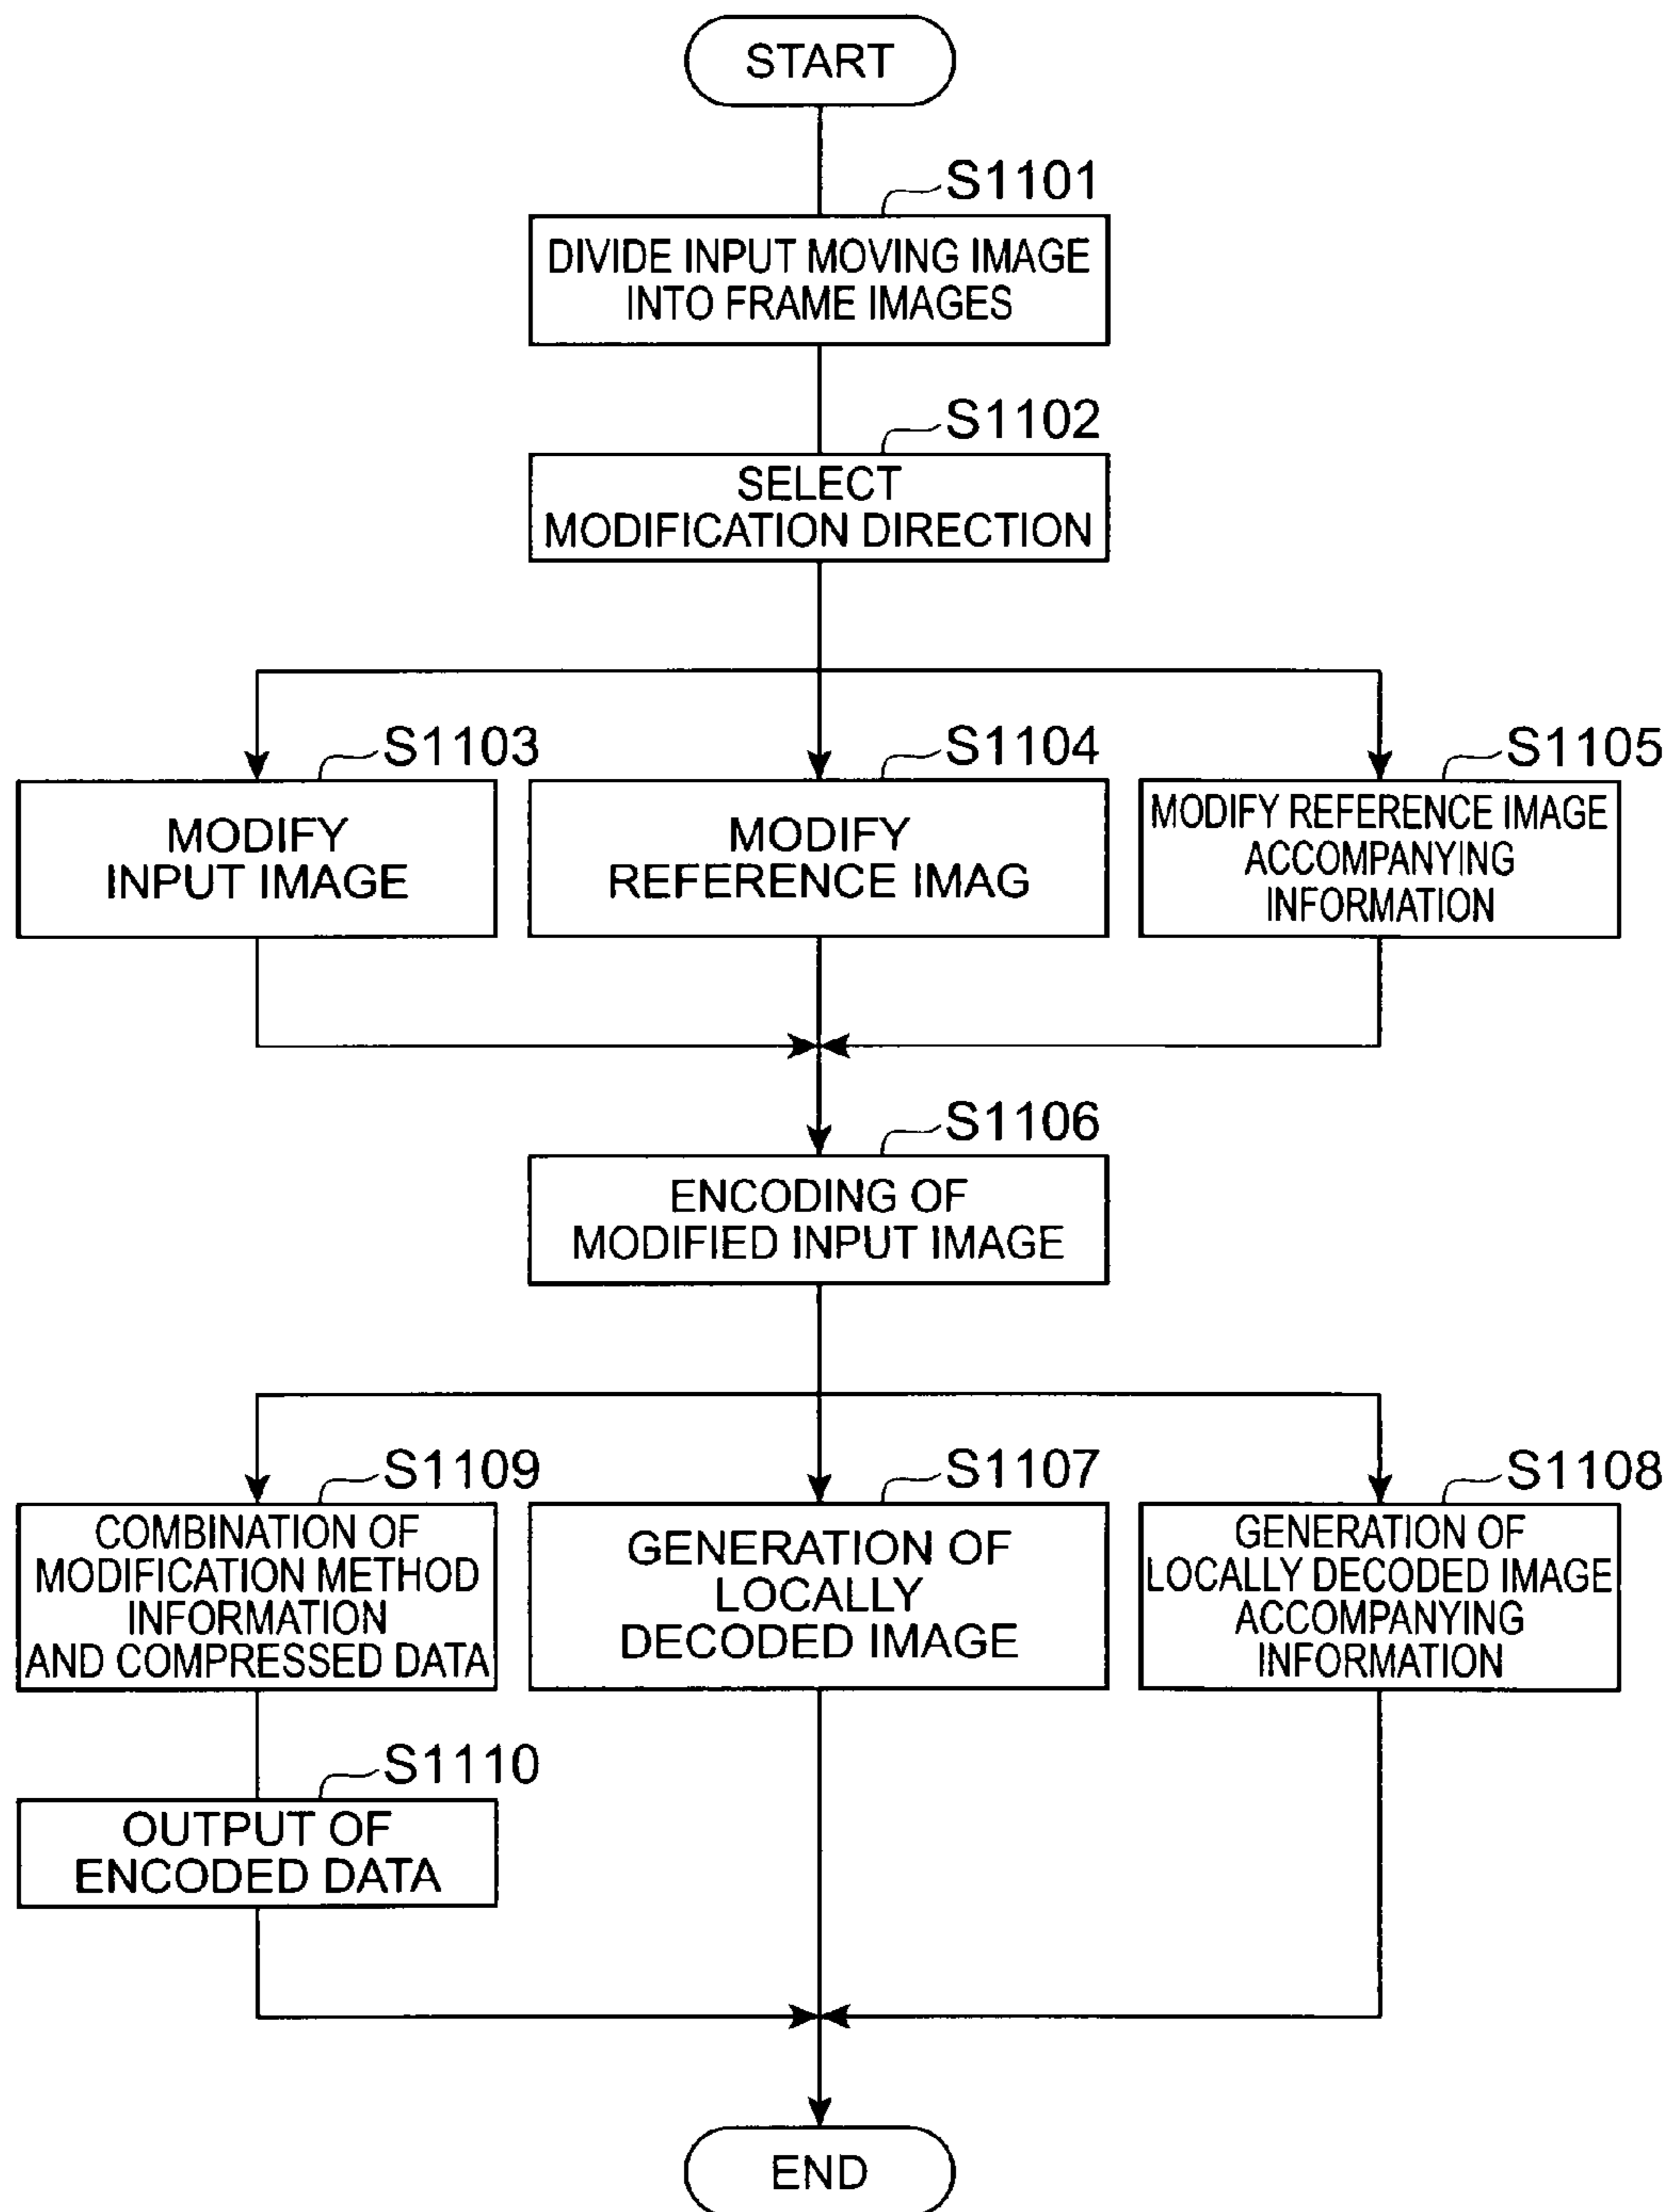 START
S1101
DIVIDE INPUT MOVING IMAGE
INTO FRAME IMAGES
S1102
SELECT
MODIFICATION DIRECTION
S1103
MODIFY
INPUT IMAGE
S1104
MODIFY
REFERENCE IMAG
S1105
MODIFY REFERENCE IMAGE
ACCOMPANYING
INFORMATION
S1106
ENCODING OF
MODIFIED INPUT IMAGE
S1109
COMBINATION OF
MODIFICATION METHOD
INFORMATION
AND COMPRESSED DATA
S1107
GENERATION OF
LOCALLY
DECODED IMAGE
S1108
GENERATION OF
LOCALLY DECODED IMAGE
ACCOMPANYING
INFORMATION
S1110
OUTPUT OF
ENCODED DATA
END